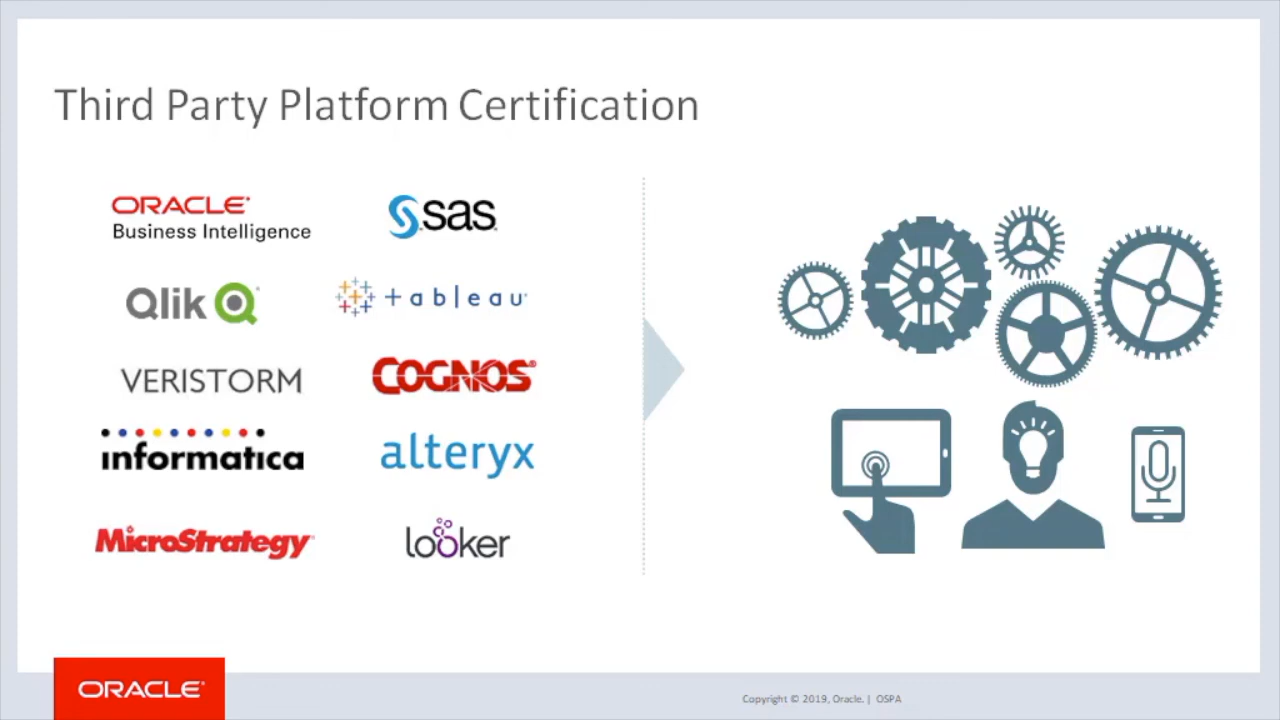 Third Party Platform Certification
ORACLE®
Business Intelligence
sas
Qlik
+ a b | e a u
VERISTORM
COGNOS®
informatica
alteryx
MicroStrategy
looker
ORACLE®
Copyright © 2019, Oracle. | OSPA